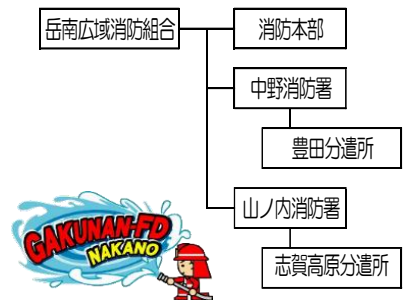 岳南広域消防組合
消防本部
中野消防署
豊田分遣所
山ノ内消防署
志賀高原分遣所
GAKUNAN-FD
NAKANO